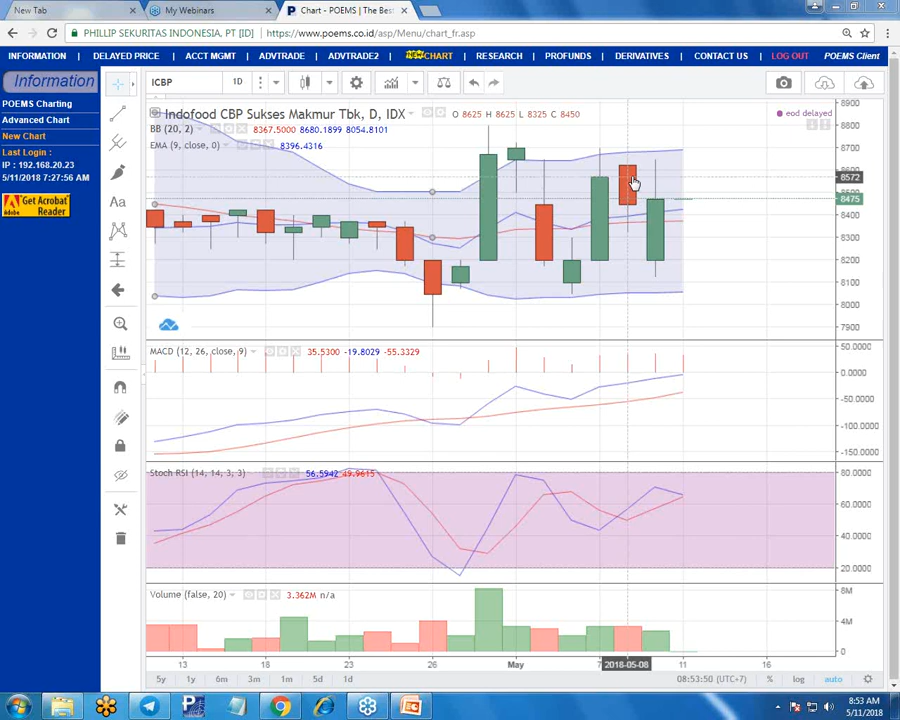 New Tab
My Webinars
Chart - POEMS | The Bes
PHILLIP SEKURITAS INDONESIA, PT [ID]
https://www.poems.co.id/asp/Menu/chart_fr.asp
INFORMATION DELAYED PRICE ACCT MGMT ADVTRADE ADVTRADE2 NEW CHART RESEARCH PROFUNDS DERIVATIVES CONTACT US LOG OUT POEMS Client
Information
POEMS Charting
Advanced Chart
New Chart
Last Login :
IP : 192.168.20.23
5/11/2018 7:27:56 AM
Get Acrobat Reader
Adobe
ICBP 1D
Indofood CBP Sukses Makmur Tbk, D, IDX O 8625 H 8625 L 8325 C 8450
eod delayed
BB (20, 2) 8367.5000 8680.1899 8054.8101
EMA (9, close, 0) 8396.4316
8900
8800
8700
8600
8572
8500
8475
8400
8300
8200
8100
8000
7900
MACD (12, 26, close, 9) 35.5300 -19.8029 -55.3329
50.0000
0.0000
-50.0000
-100.0000
-150.0000
Stoch RSI (14, 14, 3, 3) 56.5942 49.9615
80.0000
60.0000
40.0000
20.0000
Volume (false, 20) 3.362M n/a
8M
4M
0
13 18 23 26 May 7 2018-05-08 11 16
5y 1y 6m 3m 1m 5d 1d
08:53:50 (UTC+7) % log auto
8:53 AM
5/11/2018